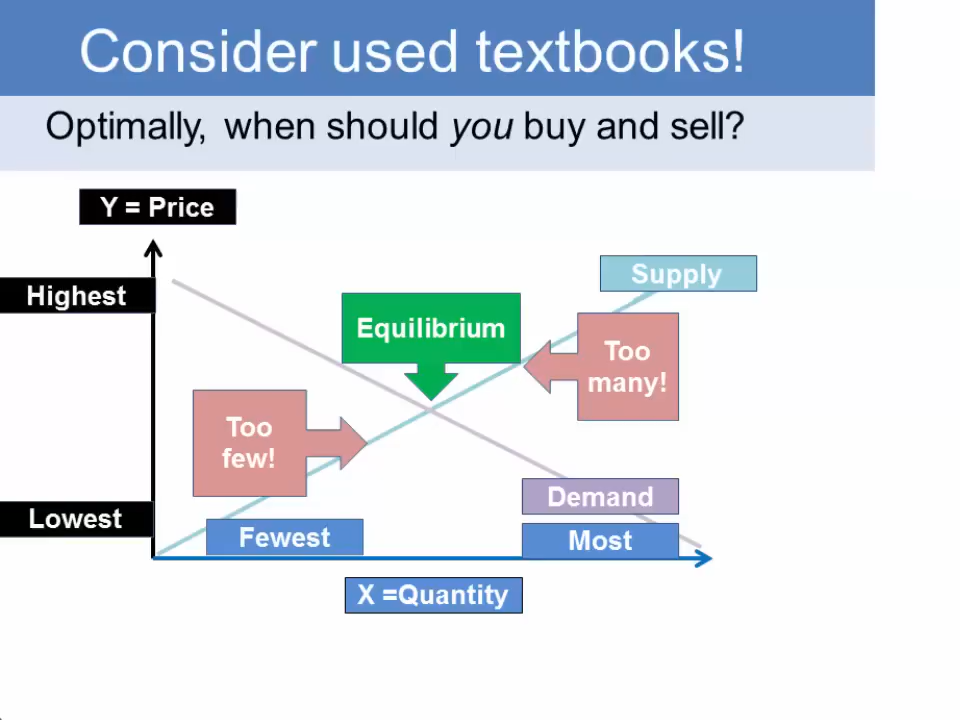 Consider used textbooks!
Optimally, when should you buy and sell?
Y = Price
Highest
Supply
Equilibrium
Too
many!
Too
few!
Lowest
Demand
Fewest
Most
X =Quantity